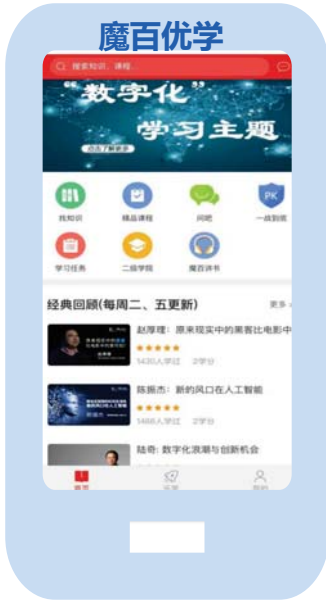 魔百优学
搜索知识、课程...
“数字化”
学习主题
点击了解更多
找知识
精品课程
问吧
PK
一战到底
学习任务
二级学院
魔百讲书
经典回顾(每周二、五更新)
更多
赵厚理：原来现实中的黑客比电影中
1430人学过 2学分
陈振杰：新的风口在人工智能
1466人学过 2学分
陆奇: 数字化浪潮与创新机会